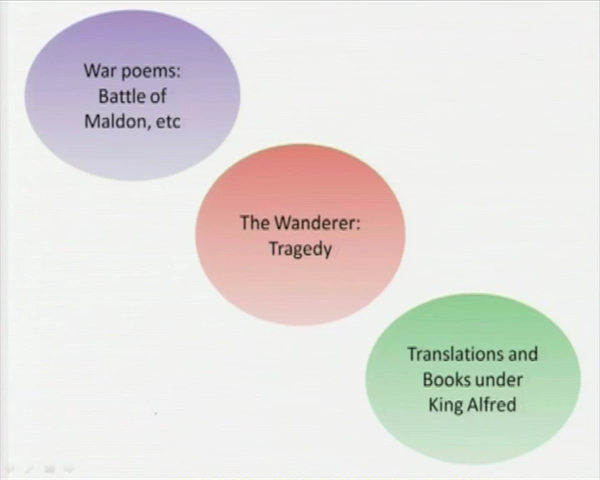 War poems:
Battle of
Maldon, etc
The Wanderer:
Tragedy
Translations and
Books under
King Alfred